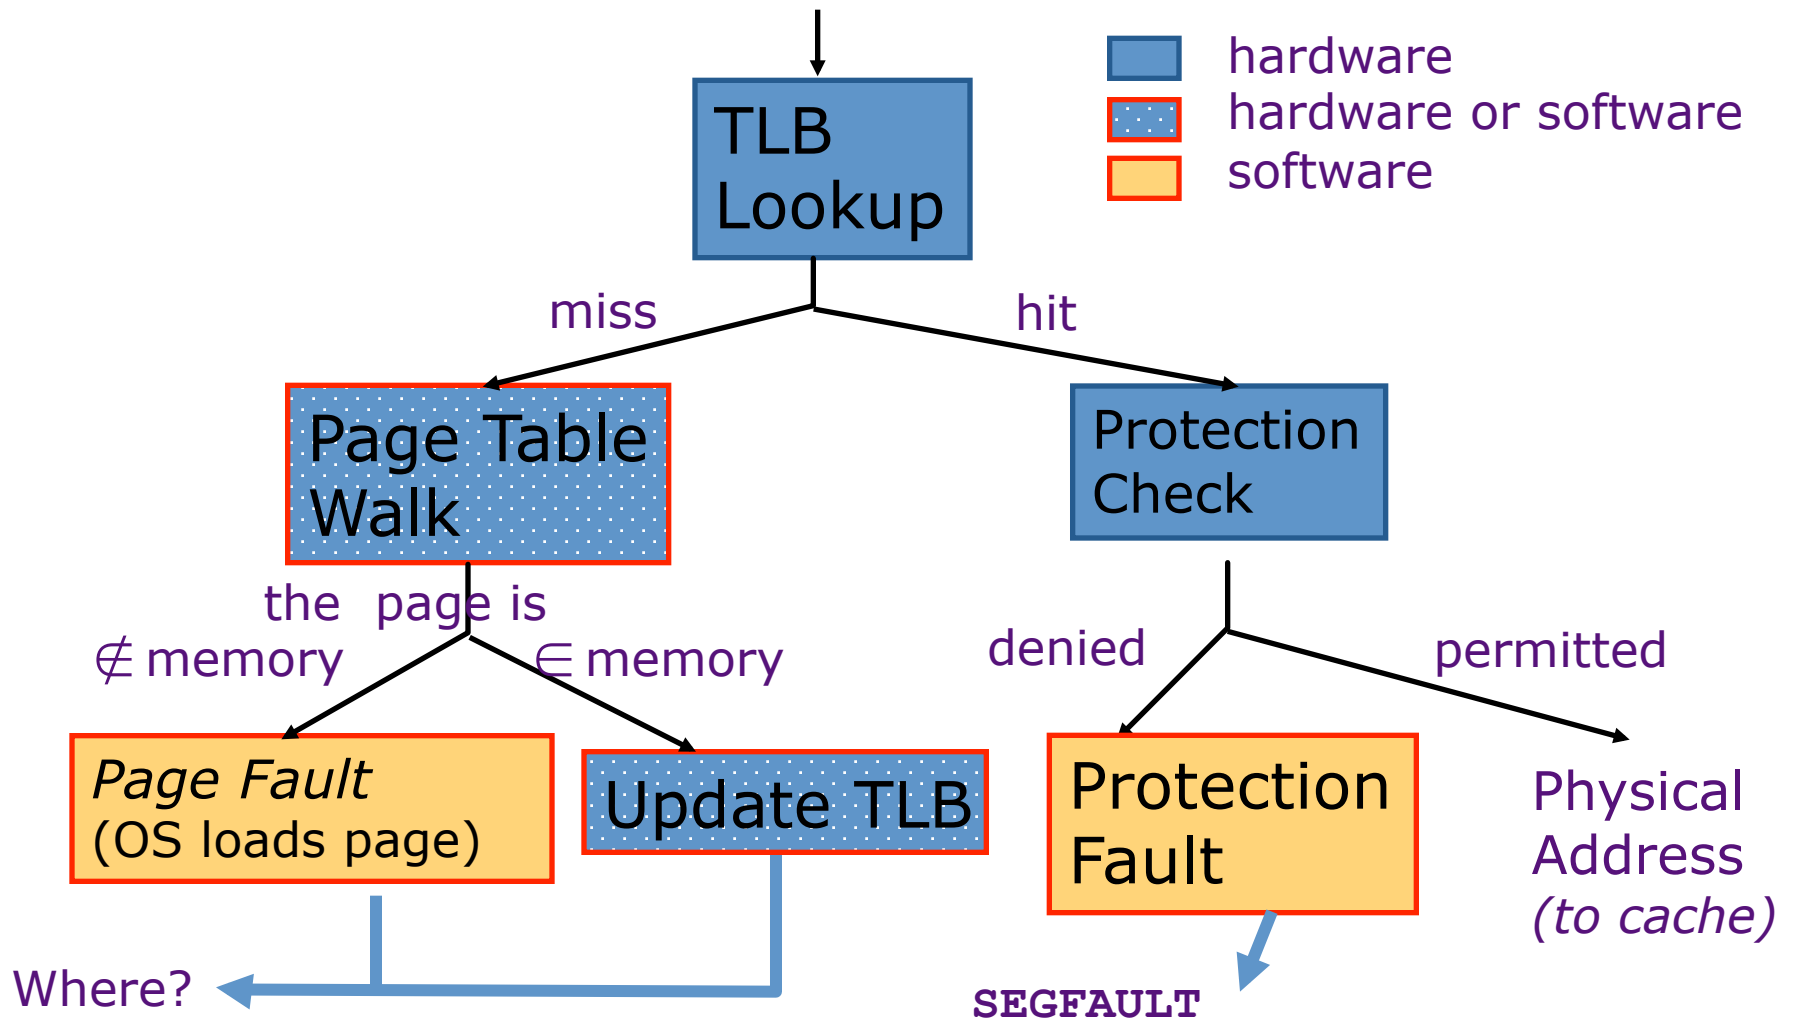 hardware
hardware or software
software
TLB
Lookup
miss
hit
Page Table
Walk
Protection
Check
the page is
∉ memory
∈ memory
denied
permitted
Page Fault
(OS loads page)
Update TLB
Protection
Fault
Physical
Address
(to cache)
Where?
SEGFAULT